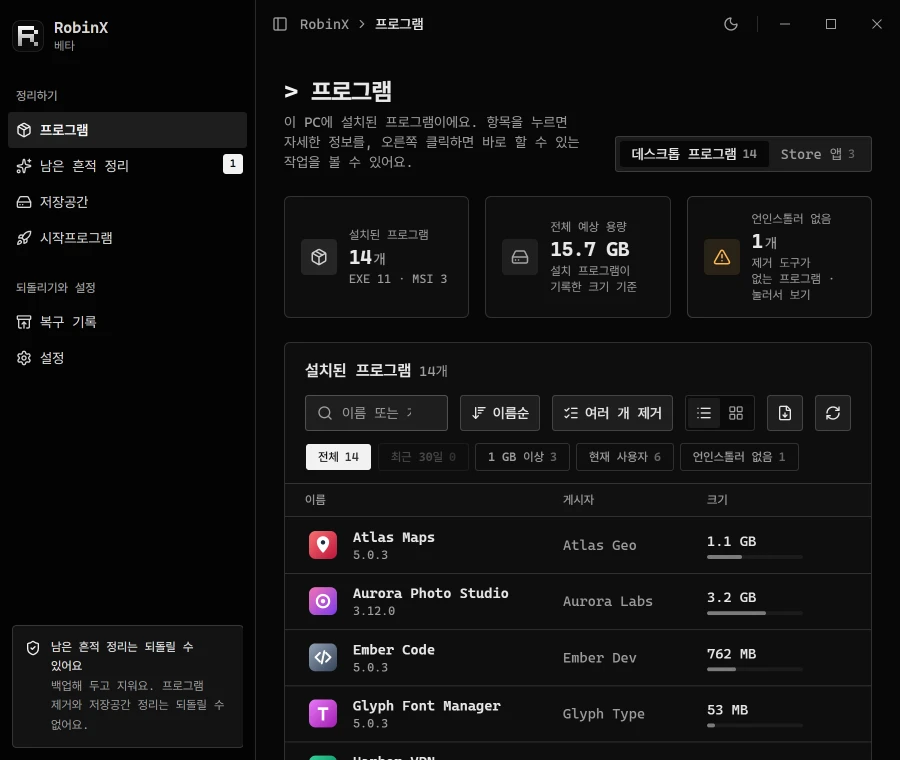 RobinX
베타
정리하기
프로그램
남은 흔적 정리 1
저장공간
시작프로그램
되돌리기와 설정
복구 기록
설정
남은 흔적 정리는 되돌릴 수
있어요
백업해 두고 지워요. 프로그램
제거와 저장공간 정리는 되돌릴 수
없어요.
RobinX > 프로그램
> 프로그램
이 PC에 설치된 프로그램이에요. 항목을 누르면
자세한 정보를, 오른쪽 클릭하면 바로 할 수 있는
작업을 볼 수 있어요.
데스크톱 프로그램 14 Store 앱 3
설치된 프로그램
14개
EXE 11 · MSI 3
전체 예상 용량
15.7 GB
설치 프로그램이
기록한 크기 기준
언인스톨러 없음
1개
제거 도구가
없는 프로그램 ·
눌러서 보기
설치된 프로그램 14개
이름 또는 이름순 여러 개 제거
전체 14 최근 30일 0 1 GB 이상 3 현재 사용자 6 언인스톨러 없음 1
이름 게시자 크기
Atlas Maps
5.0.3
Atlas Geo
1.1 GB
Aurora Photo Studio
3.12.0
Aurora Labs
3.2 GB
Ember Code
5.0.3
Ember Dev
762 MB
Glyph Font Manager
5.0.3
Glyph Type
53 MB